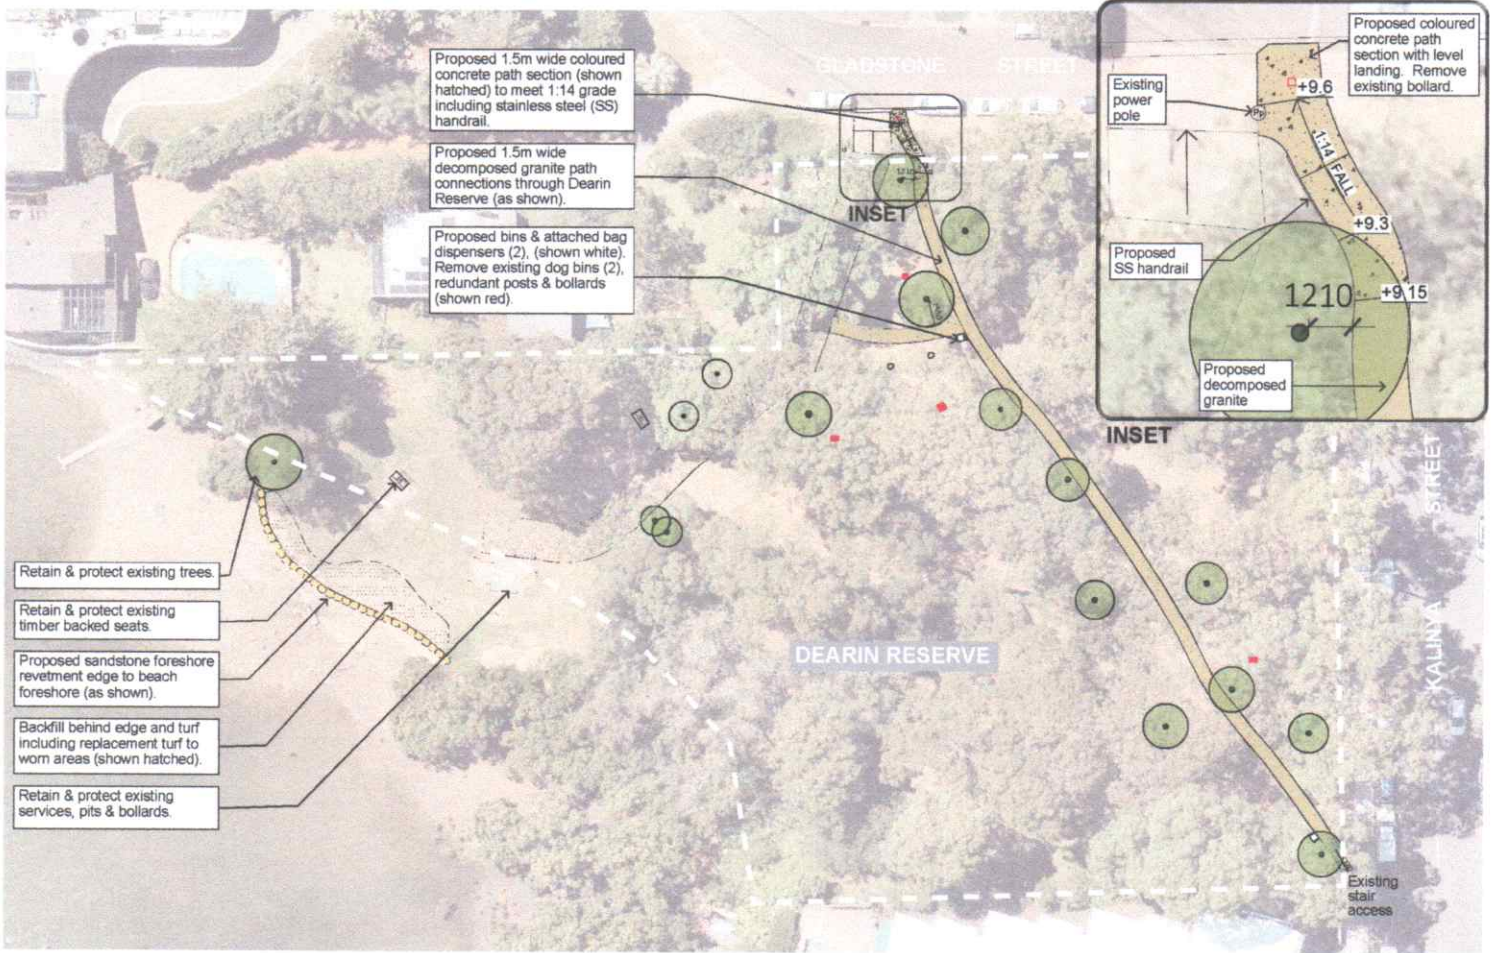 GLADSTONE STREET
Proposed 1.5m wide coloured
concrete path section (shown
hatched) to meet 1:14 grade
including stainless steel (SS)
handrail.
Proposed 1.5m wide
decomposed granite path
connections through Dearin
Reserve (as shown).
Proposed bins & attached bag
dispensers (2), (shown white).
Remove existing dog bins (2),
redundant posts & bollards
(shown red).
INSET
Proposed coloured
concrete path
section with level
landing. Remove
existing bollard.
Existing
power
pole
PP
+9.6
1:14 FALL
+9.3
Proposed
SS handrail
1210
+9.15
Proposed
decomposed
granite
INSET
Retain & protect existing trees.
Retain & protect existing
timber backed seats.
Proposed sandstone foreshore
revetment edge to beach
foreshore (as shown).
Backfill behind edge and turf
including replacement turf to
worn areas (shown hatched).
Retain & protect existing
services, pits & bollards.
DEARIN RESERVE
KALINYA STREET
Existing
stair
access